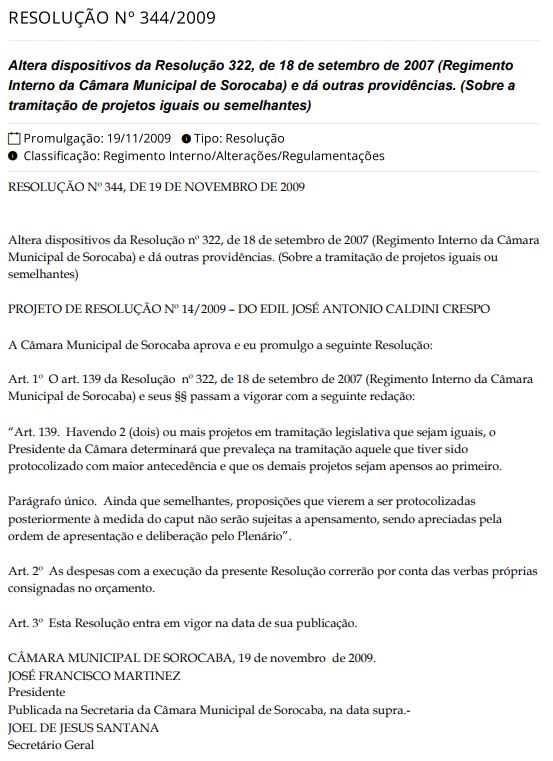 RESOLUÇÃO Nº 344/2009
Altera dispositivos da Resolução 322, de 18 de setembro de 2007 (Regimento
Interno da Câmara Municipal de Sorocaba) e dá outras providências. (Sobre a
tramitação de projetos iguais ou semelhantes)
Promulgação: 19/11/2009 Tipo: Resolução
Classificação: Regimento Interno/Alterações/Regulamentações
RESOLUÇÃO Nº 344, DE 19 DE NOVEMBRO DE 2009
Altera dispositivos da Resolução nº 322, de 18 de setembro de 2007 (Regimento Interno da Câmara
Municipal de Sorocaba) e dá outras providências. (Sobre a tramitação de projetos iguais ou
semelhantes)
PROJETO DE RESOLUÇÃO Nº 14/2009 – DO EDIL JOSÉ ANTONIO CALDINI CRESPO
A Câmara Municipal de Sorocaba aprova e eu promulgo a seguinte Resolução:
Art. 1º O art. 139 da Resolução nº 322, de 18 de setembro de 2007 (Regimento Interno da Câmara
Municipal de Sorocaba) e seus §§ passam a vigorar com a seguinte redação:
“Art. 139. Havendo 2 (dois) ou mais projetos em tramitação legislativa que sejam iguais, o
Presidente da Câmara determinará que prevaleça na tramitação aquele que tiver sido
protocolizado com maior antecedência e que os demais projetos sejam apensos ao primeiro.
Parágrafo único. Ainda que semelhantes, proposições que vierem a ser protocolizadas
posteriormente à medida do caput não serão sujeitas a apensamento, sendo apreciadas pela
ordem de apresentação e deliberação pelo Plenário”.
Art. 2º As despesas com a execução da presente Resolução correrão por conta das verbas próprias
consignadas no orçamento.
Art. 3º Esta Resolução entra em vigor na data de sua publicação.
CÂMARA MUNICIPAL DE SOROCABA, 19 de novembro de 2009.
JOSÉ FRANCISCO MARTINEZ
Presidente
Publicada na Secretaria da Câmara Municipal de Sorocaba, na data supra.-
JOEL DE JESUS SANTANA
Secretário Geral